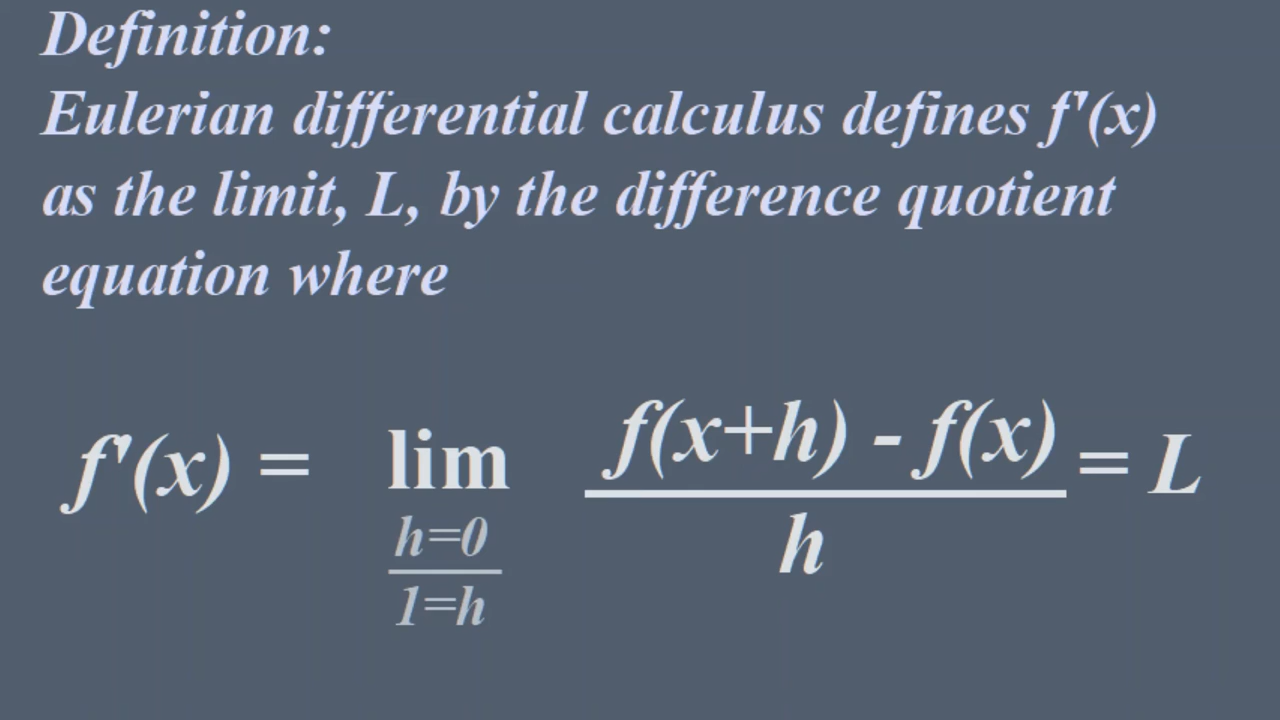 Definition:
Eulerian differential calculus defines f'(x)
as the limit, L, by the difference quotient
equation where
f'(x) = lim f(x+h) - f(x) = L
h=0 h
1=h